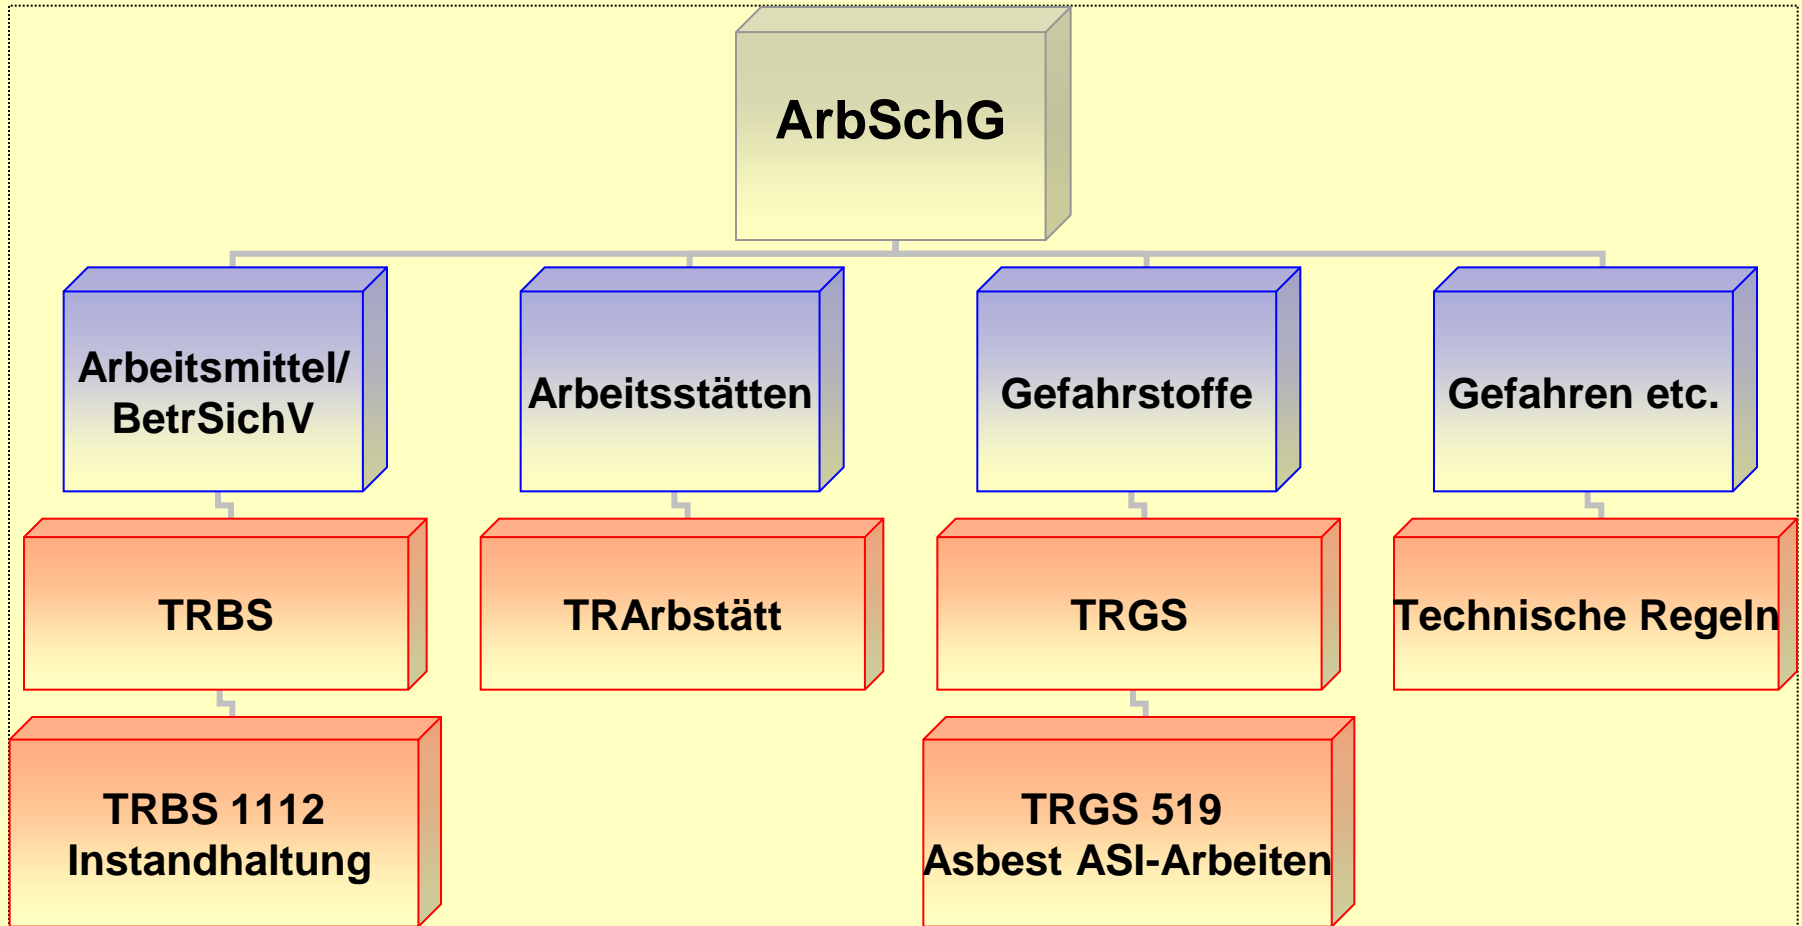 ArbSchG
Arbeitsmittel/
BetrSichV
Arbeitsstätten
Gefahrstoffe
Gefahren etc.
TRBS
TRArbstätt
TRGS
Technische Regeln
TRBS 1112
Instandhaltung
TRGS 519
Asbest ASI-Arbeiten